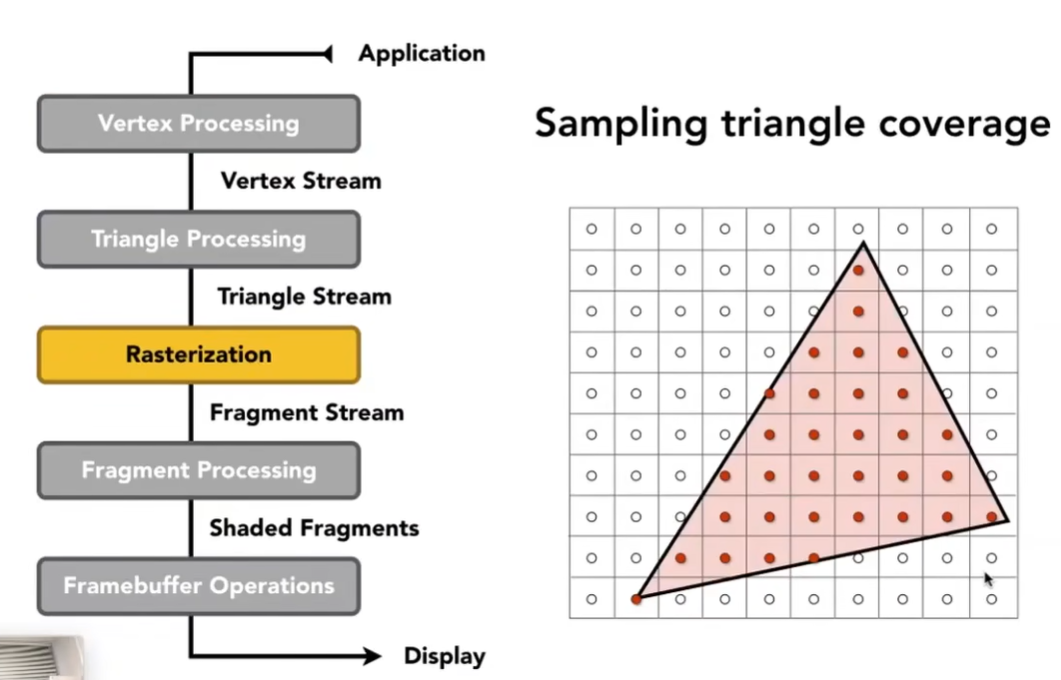 Application
Vertex Processing
Vertex Stream
Triangle Processing
Triangle Stream
Rasterization
Fragment Stream
Fragment Processing
Shaded Fragments
Framebuffer Operations
Display
Sampling triangle coverage